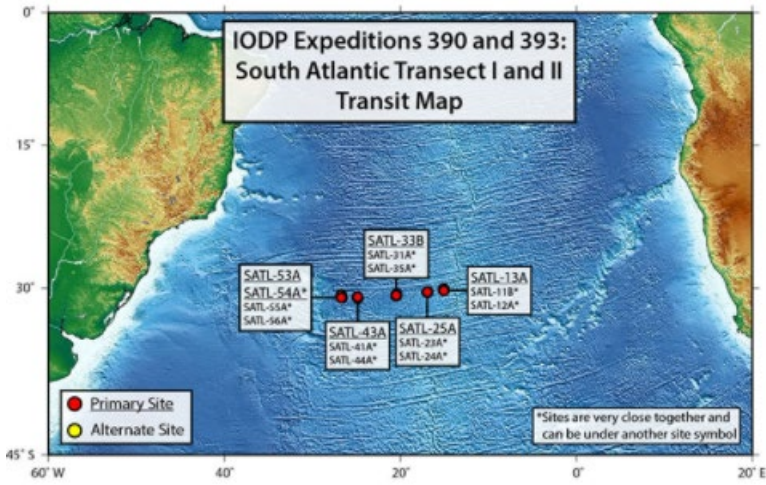 0°
IODP Expeditions 390 and 393:
South Atlantic Transect I and II
Transit Map
15°
SATL-33B
SATL-31A*
SATL-35A*
30°
SATL-53A
SATL-54A*
SATL-55A*
SATL-56A*
SATL-13A
SATL-11B*
SATL-12A*
SATL-43A
SATL-41A*
SATL-44A*
SATL-25A
SATL-23A*
SATL-24A*
Primary Site
Alternate Site
*Sites are very close together and
can be under another site symbol
45° S
60° W
40°
20°
0°
20° E